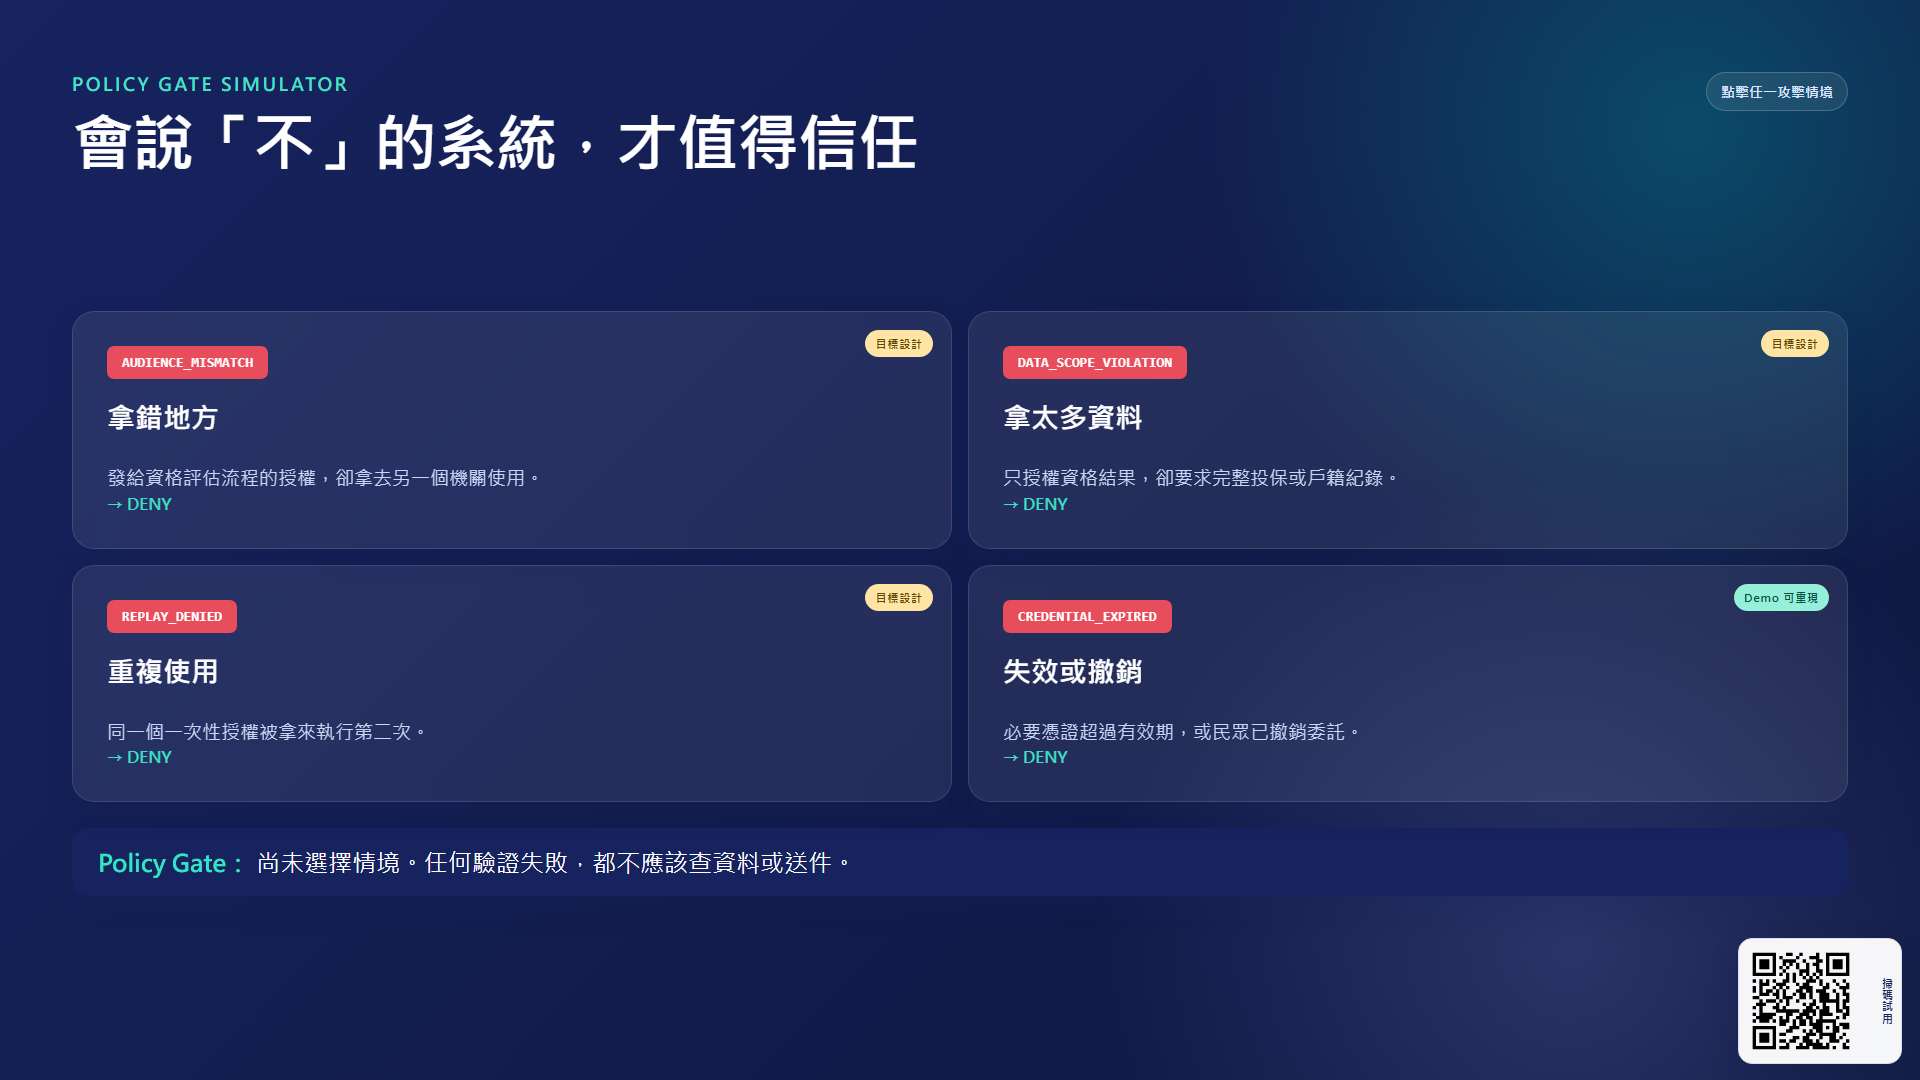 POLICY GATE SIMULATOR
會說「不」的系統，才值得信任
點擊任一攻擊情境
AUDIENCE_MISMATCH
目標設計
拿錯地方
發給資格評估流程的授權，卻拿去另一個機關使用。
→ DENY
DATA_SCOPE_VIOLATION
目標設計
拿太多資料
只授權資格結果，卻要求完整投保或戶籍紀錄。
→ DENY
REPLAY_DENIED
目標設計
重複使用
同一個一次性授權被拿來執行第二次。
→ DENY
CREDENTIAL_EXPIRED
Demo 可重現
失效或撤銷
必要憑證超過有效期，或民眾已撤銷委託。
→ DENY
Policy Gate： 尚未選擇情境。任何驗證失敗，都不應該查資料或送件。
掃碼試用